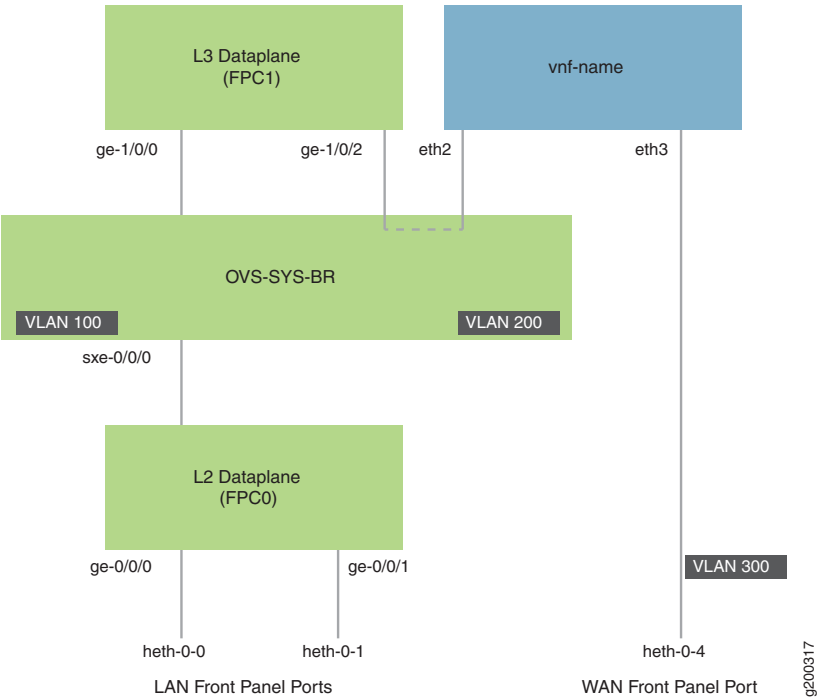 L3 Dataplane
(FPC1)
vnf-name
ge-1/0/0
ge-1/0/2
eth2
eth3
OVS-SYS-BR
VLAN 100
VLAN 200
sxe-0/0/0
L2 Dataplane
(FPC0)
ge-0/0/0
ge-0/0/1
VLAN 300
heth-0-0
heth-0-1
heth-0-4
LAN Front Panel Ports
WAN Front Panel Port
g200317